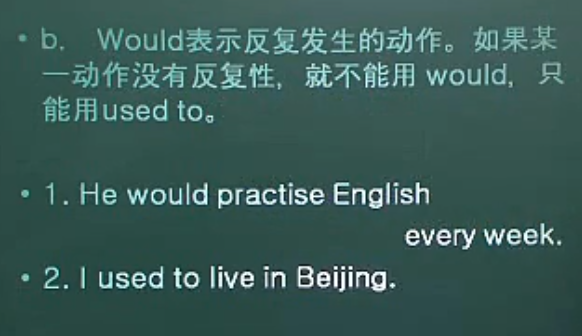 • b. Would表示反复发生的动作。如果某
一动作没有反复性，就不能用 would，只
能用used to。
• 1. He would practise English
every week.
• 2. I used to live in Beijing.